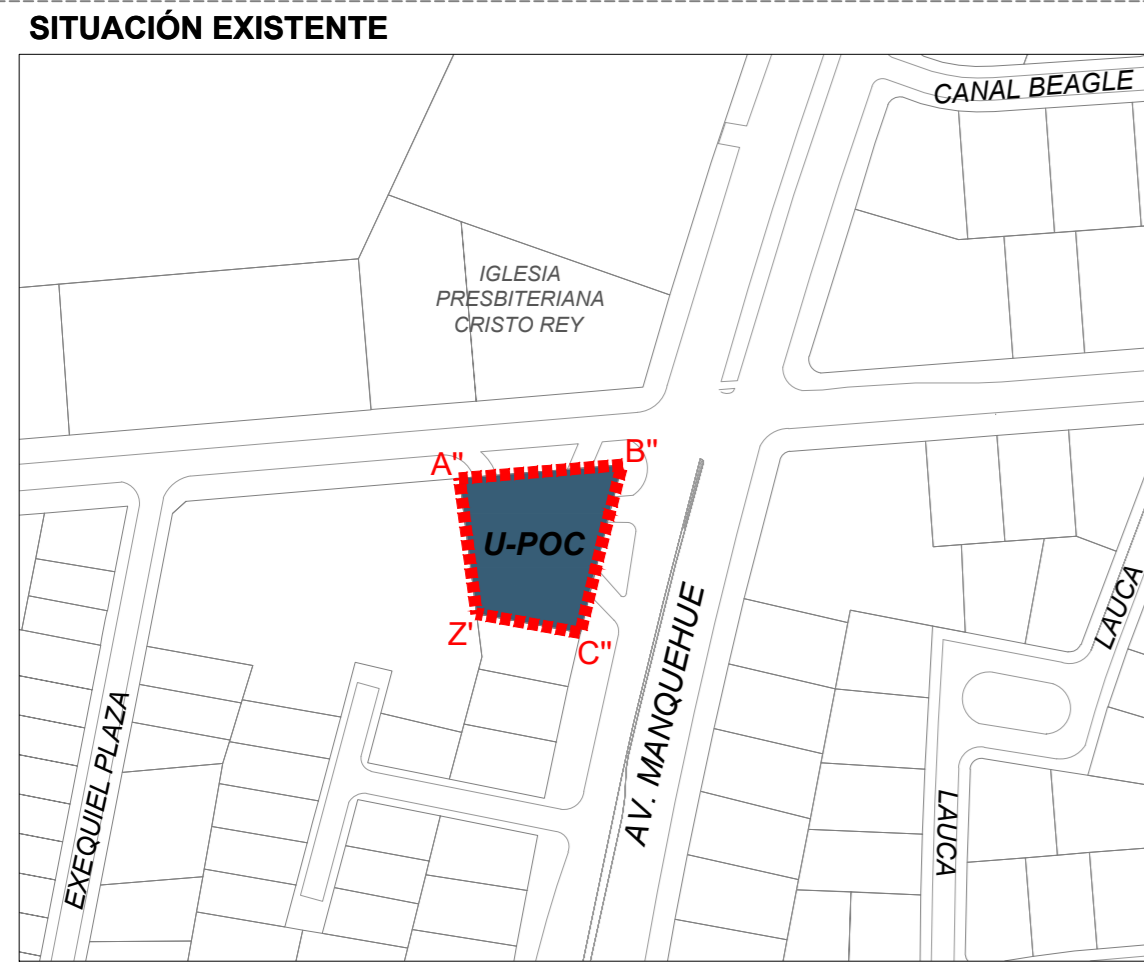 SITUACIÓN EXISTENTE
CANAL BEAGLE
IGLESIA
PRESBITERIANA
CRISTO REY
A"
B"
U-POC
Z'
C"
AV. MANQUEHUE
LAUCA
EXEQUIEL PLAZA
LAUCA